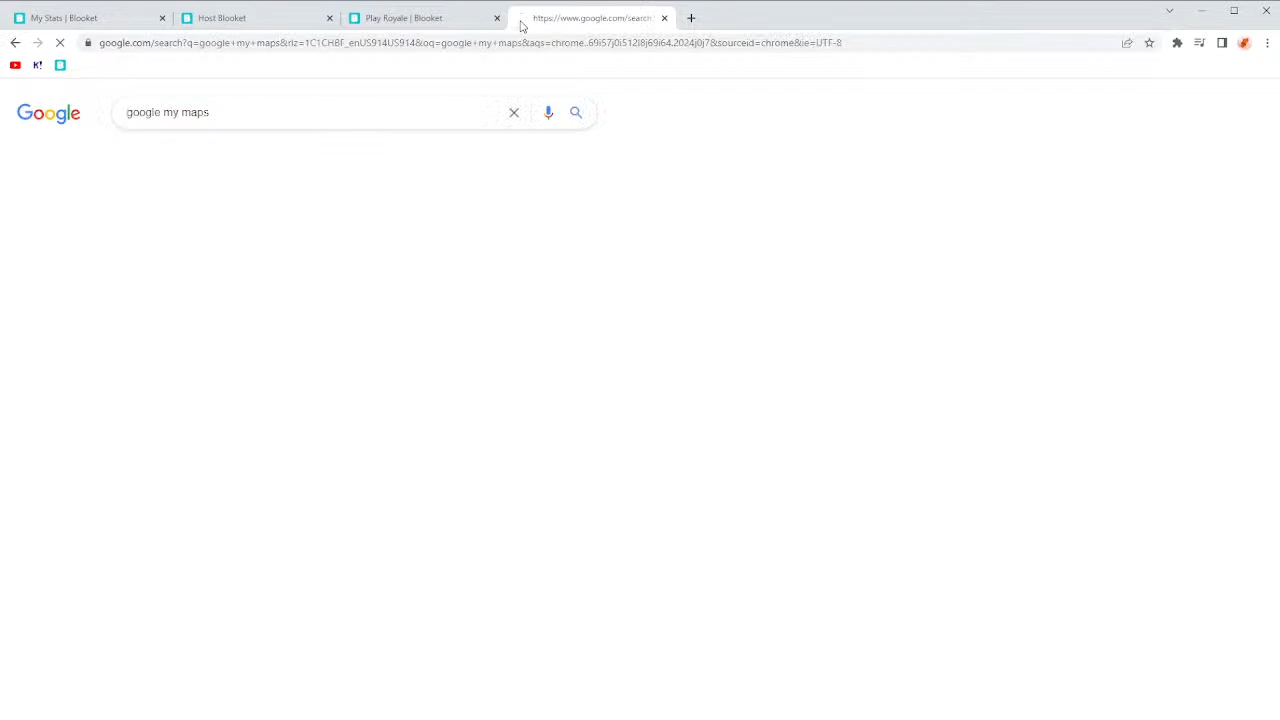 My Stats | Blooket
Host Blooket
Play Royale | Blooket
https://www.google.com/search
google.com/search?q=google+my+maps&rlz=1C1CHBF_enUS914US914&oq=google+my+maps&aqs=chrome..69i57j0i512l8j69i64.2024j0j7&sourceid=chrome&ie=UTF-8
K!
Google
google my maps